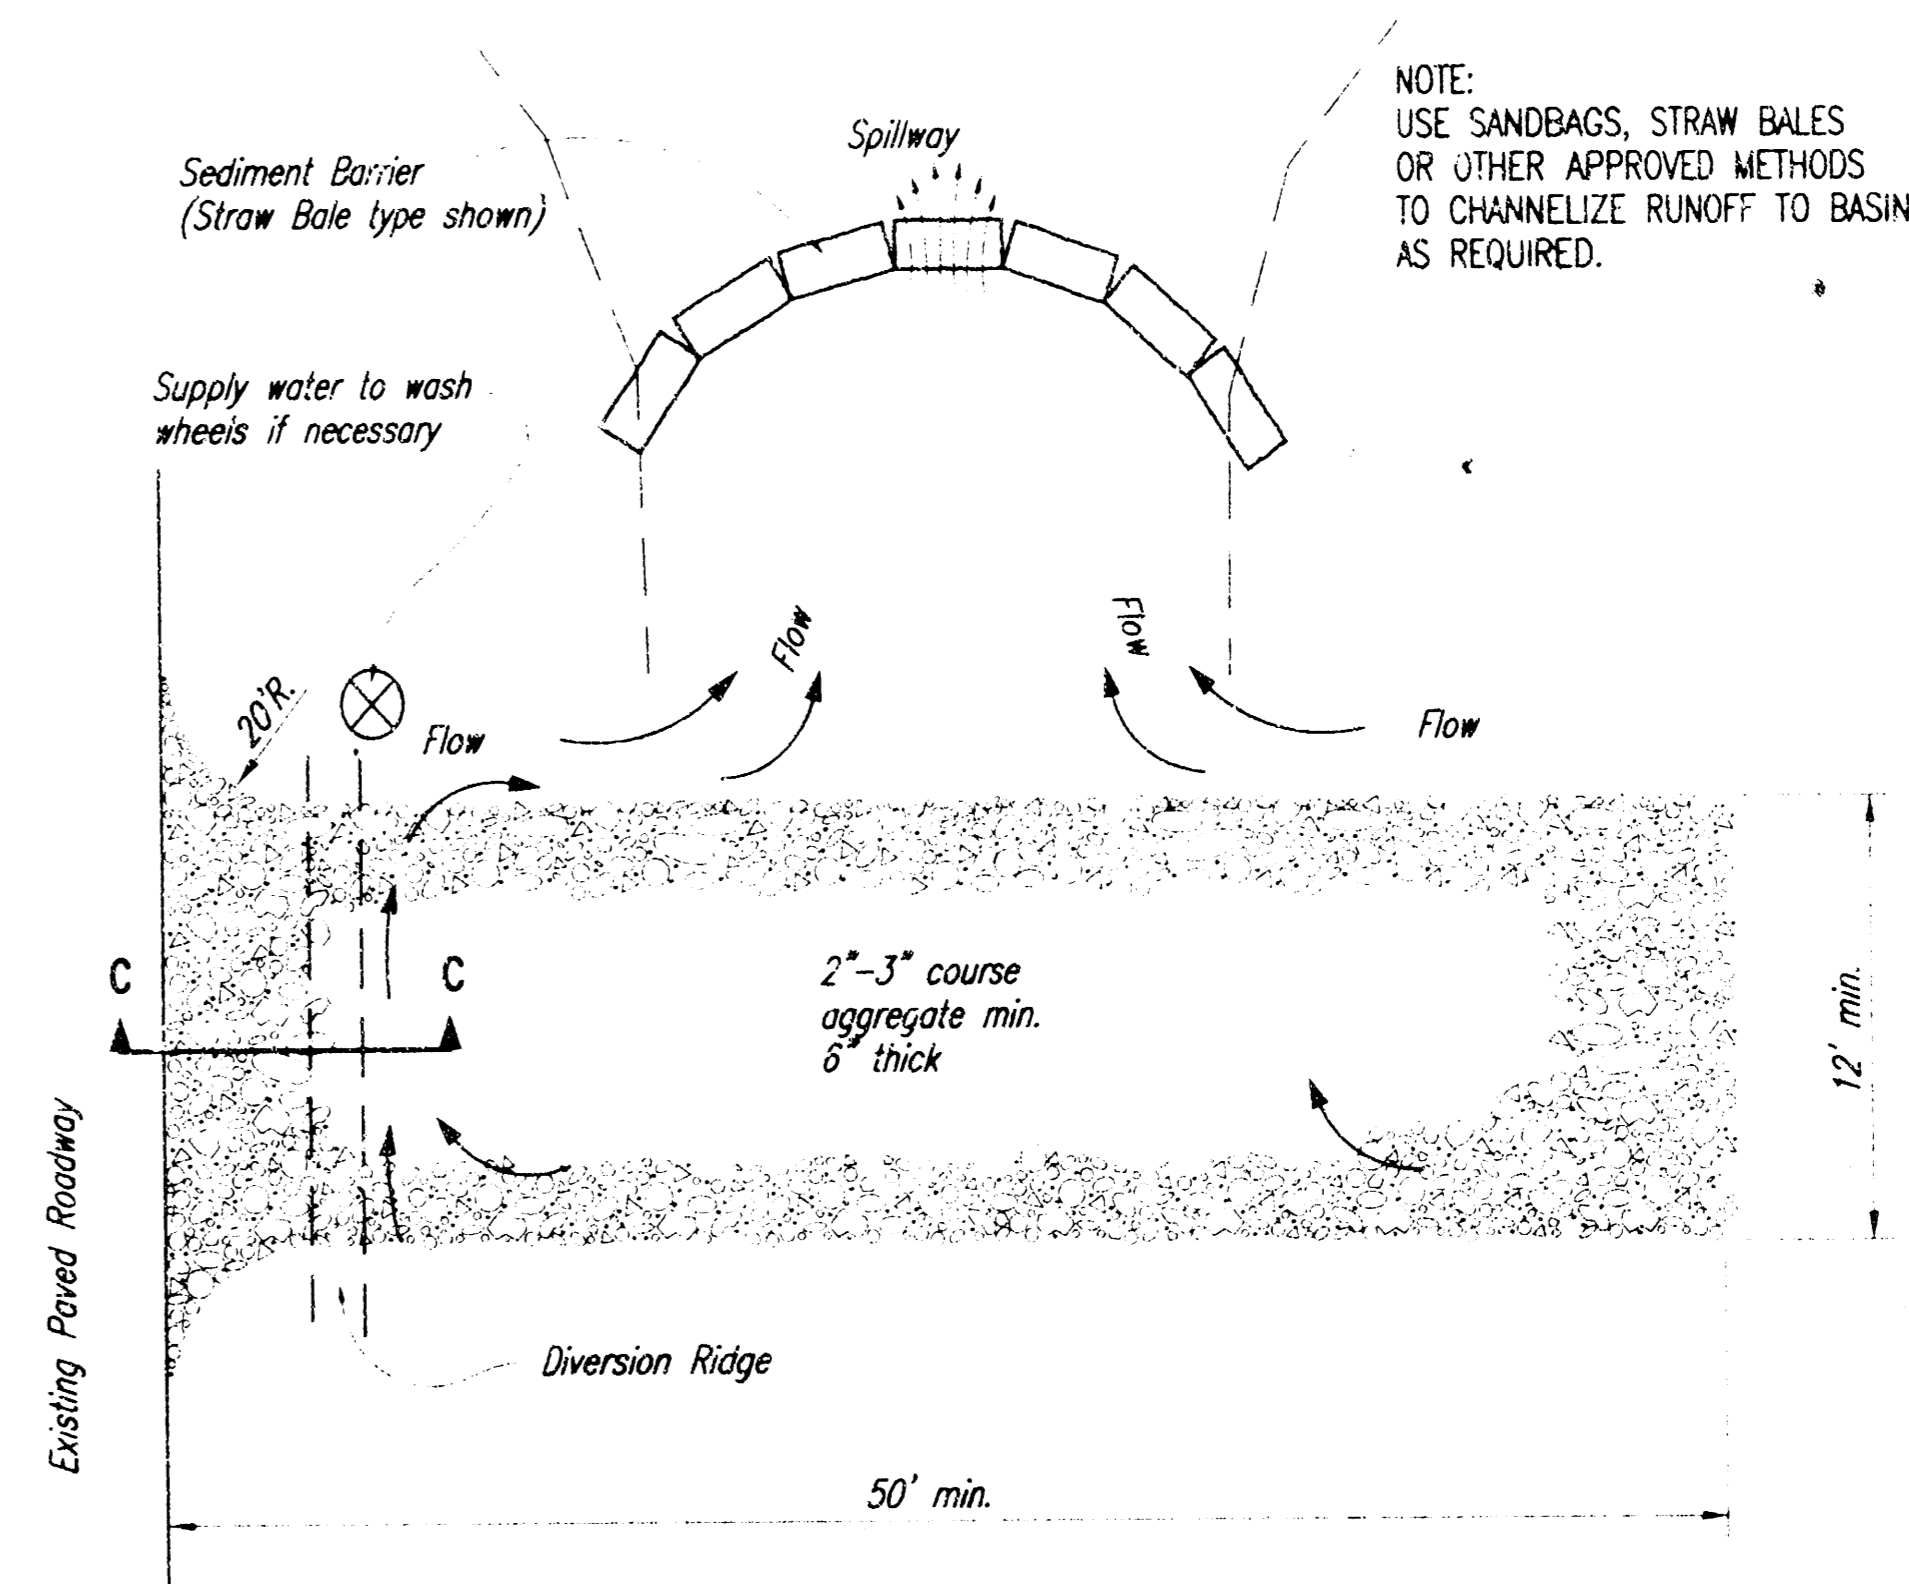 NOTE:
USE SANDBAGS, STRAW BALES
OR OTHER APPROVED METHODS
TO CHANNELIZE RUNOFF TO BASIN
AS REQUIRED.
Spillway
Sediment Barrier
(Straw Bale type shown)
Supply water to wash
wheels if necessary
Flow
Flow
20'R.
Flow
Flow
C
C
2"-3" course
aggregate min.
6" thick
12' min.
Existing Paved Roadway
Diversion Ridge
50' min.